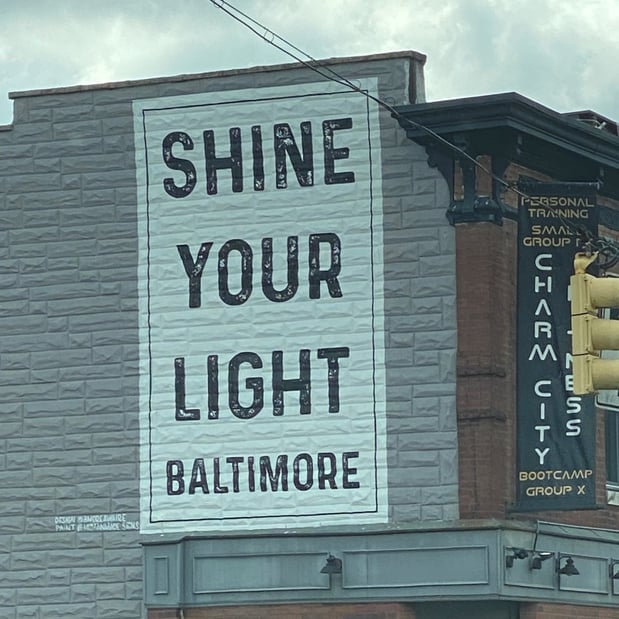 SHINE
YOUR
LIGHT
BALTIMORE
PERSONAL
TRAINING
SMALL
GROUP
CHARM CITY
BOOTCAMP
GROUP X